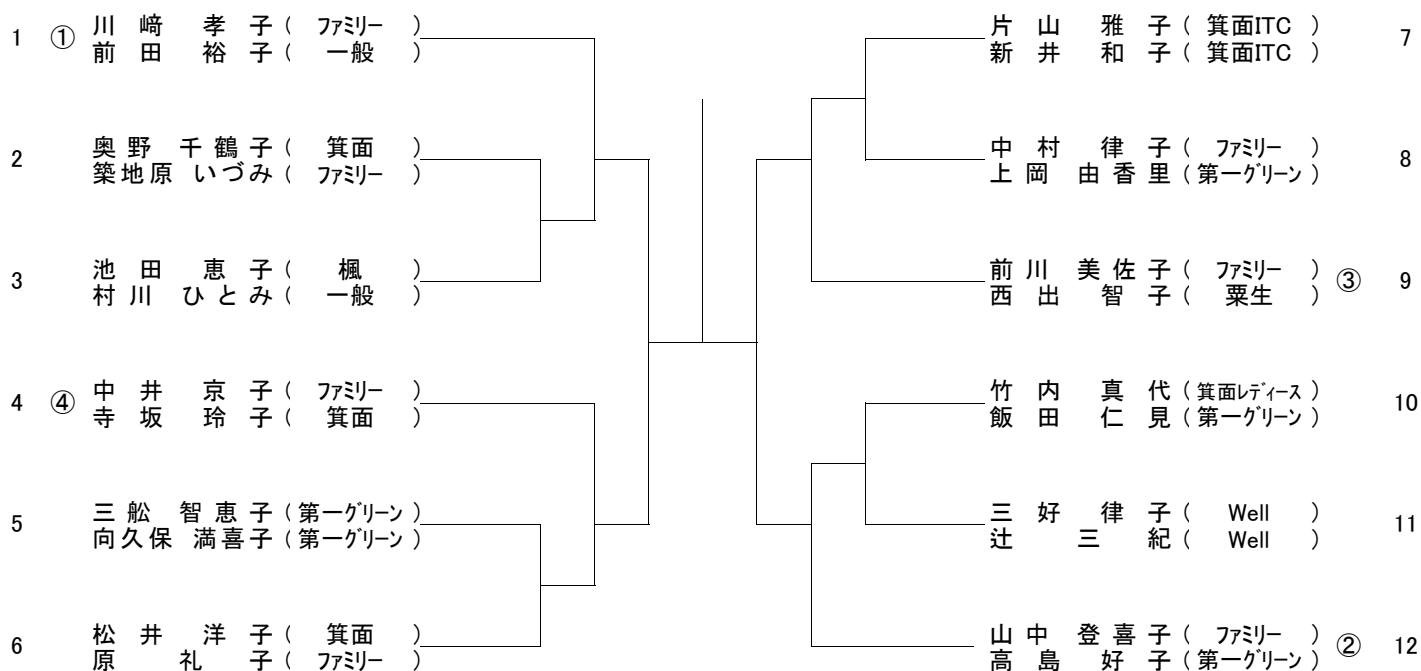 1 ① 川﨑 孝子 ( ファミリー )
前田 裕子 ( 一般 )
2 奥野 千鶴子 ( 箕面 )
築地原 いづみ ( ファミリー )
3 池田 恵子 ( 楓 )
村川 ひとみ ( 一般 )
4 ④ 中井 京子 ( ファミリー )
寺坂 玲子 ( 箕面 )
5 三舩 智恵子 ( 第一グリーン )
向久保 満喜子 ( 第一グリーン )
6 松井 洋子 ( 箕面 )
原 礼子 ( ファミリー )
片山 雅子 ( 箕面ITC ) 7
新井 和子 ( 箕面ITC )
中村 律子 ( ファミリー ) 8
上岡 由香里 ( 第一グリーン )
前川 美佐子 ( ファミリー ) ③ 9
西出 智子 ( 粟生 )
竹内 真代 ( 箕面レディース ) 10
飯田 仁見 ( 第一グリーン )
三好 律子 ( Well ) 11
辻 三紀 ( Well )
山中 登喜子 ( ファミリー ) ② 12
高島 好子 ( 第一グリーン )